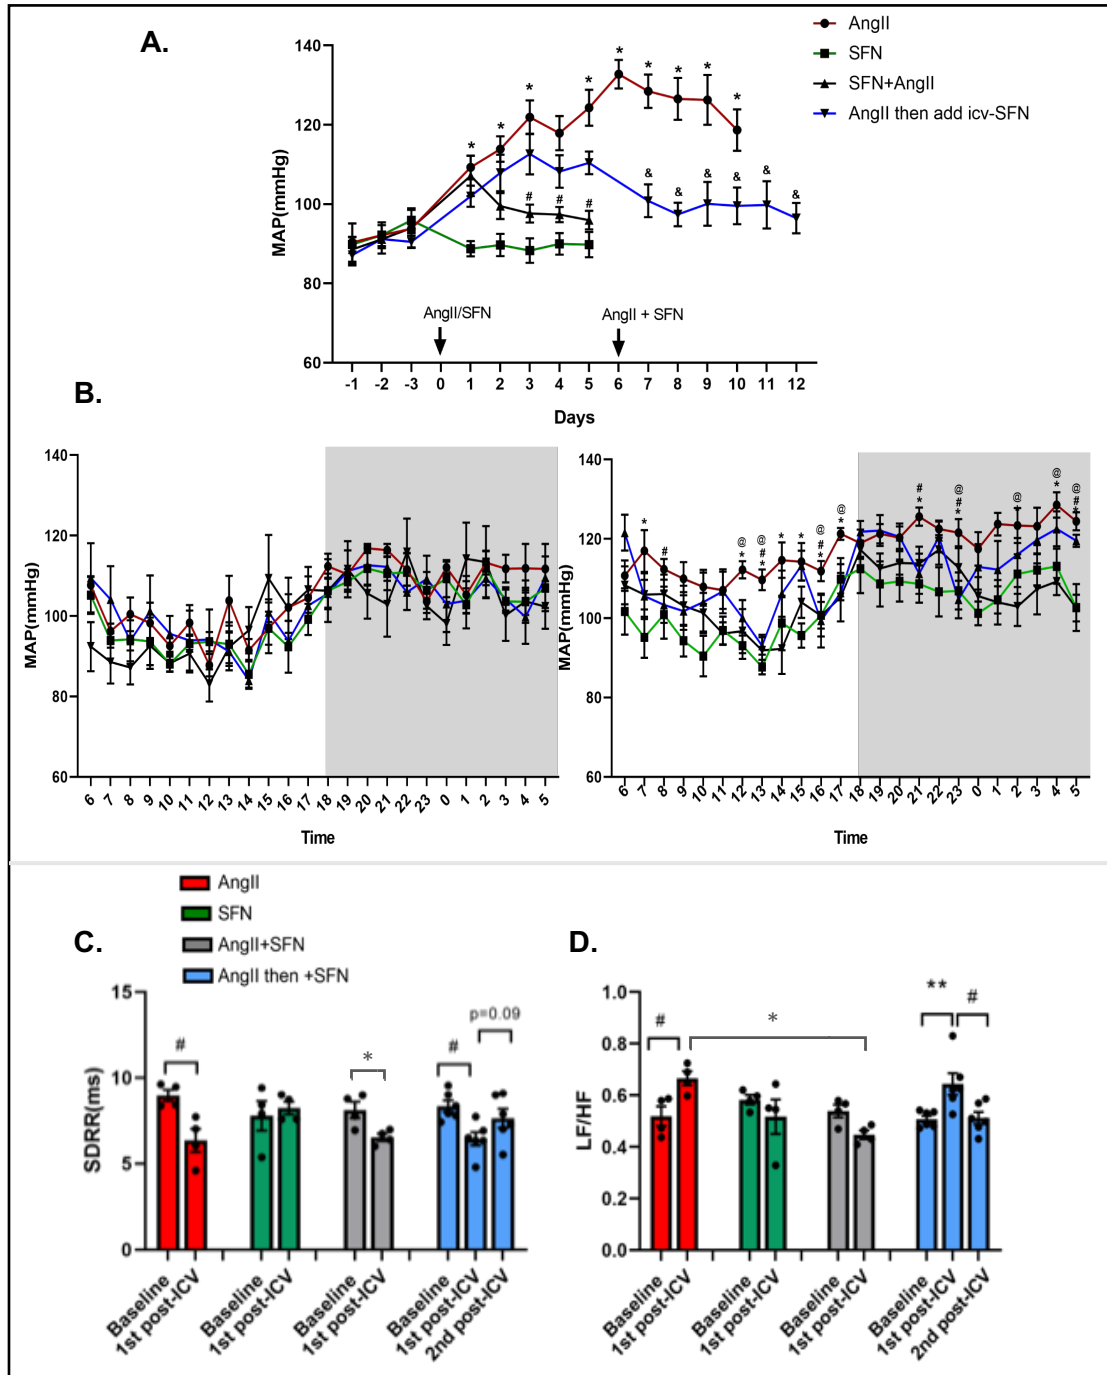 A.
AngII
SFN
SFN+AngII
AngII then add icv-SFN
MAP(mmHg)
140
120
100
80
60
* * * * * * * * * *
# # #
& & & & & &
AngII/SFN
AngII + SFN
-1 -2 -3 0 1 2 3 4 5 6 7 8 9 10 11 12
Days
B.
MAP(mmHg)
140
120
100
80
60
6 7 8 9 10 11 12 13 14 15 16 17 18 19 20 21 22 23 0 1 2 3 4 5
Time
MAP(mmHg)
140
120
100
80
60
* # @ * @ # * * * @ # * @ * # * @ # * @ * @ * @ # *
6 7 8 9 10 11 12 13 14 15 16 17 18 19 20 21 22 23 0 1 2 3 4 5
Time
AngII
SFN
AngII+SFN
AngII then +SFN
C.
SDRR(ms)
15
10
5
0
#
*
#
p=0.09
Baseline
1st post-ICV
Baseline
1st post-ICV
Baseline
1st post-ICV
Baseline
1st post-ICV
2nd post-ICV
D.
LF/HF
1.0
0.8
0.6
0.4
0.2
0.0
#
*
**
#
Baseline
1st post-ICV
Baseline
1st post-ICV
Baseline
1st post-ICV
Baseline
1st post-ICV
2nd post-ICV